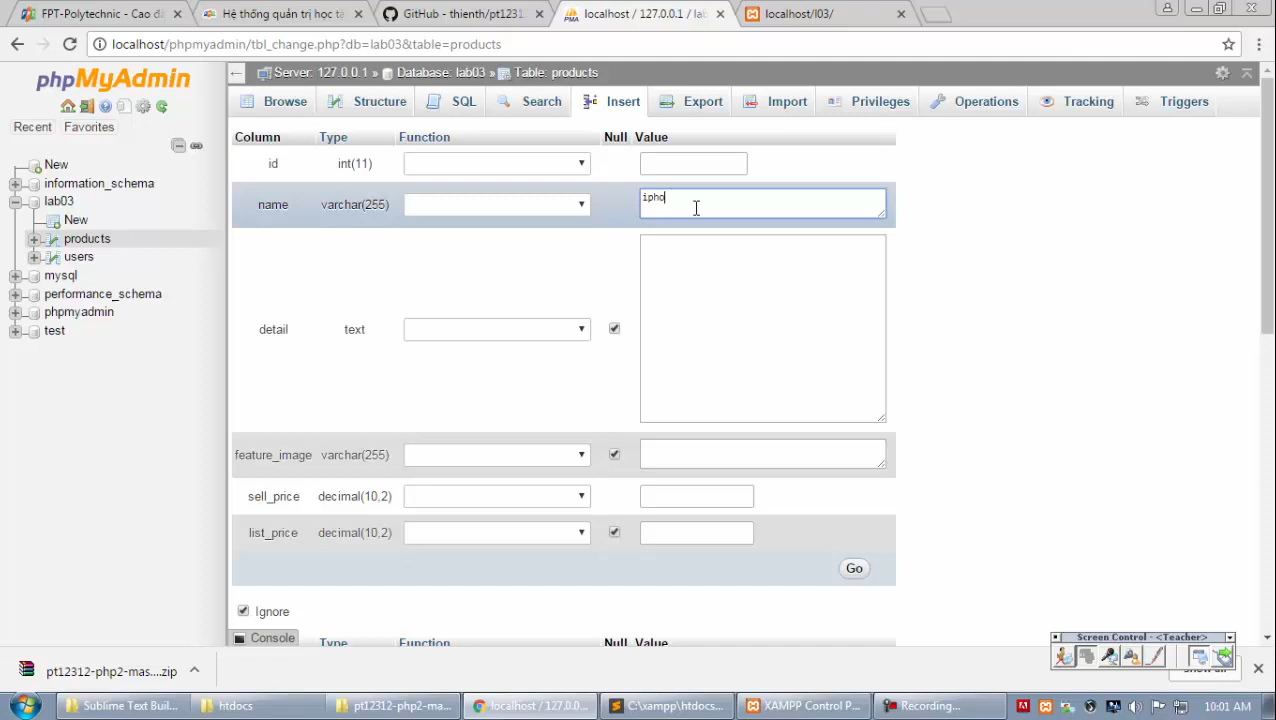 FPT-Polytechnic - Cao đẳ
Hệ thống quản trị học tậ
GitHub - thienth/pt1231
localhost / 127.0.0.1 / lab
localhost/l03/
localhost/phpmyadmin/tbl_change.php?db=lab03&table=products
phpMyAdmin
Recent
Favorites
New
information_schema
lab03
New
products
users
mysql
performance_schema
phpmyadmin
test
Server: 127.0.0.1 » Database: lab03 » Table: products
Browse
Structure
SQL
Search
Insert
Export
Import
Privileges
Operations
Tracking
Triggers
Column Type Function Null Value
id int(11)
name varchar(255) ipho
detail text
feature_image varchar(255)
sell_price decimal(10,2)
list_price decimal(10,2)
Go
Ignore
Console
Type Function Null Value
Screen Control - <Teacher>
pt12312-php2-mas....zip
Sublime Text Buil...
htdocs
pt12312-php2-ma...
localhost / 127.0.0...
C:\xampp\htdocs...
XAMPP Control P...
Recording...
10:01 AM